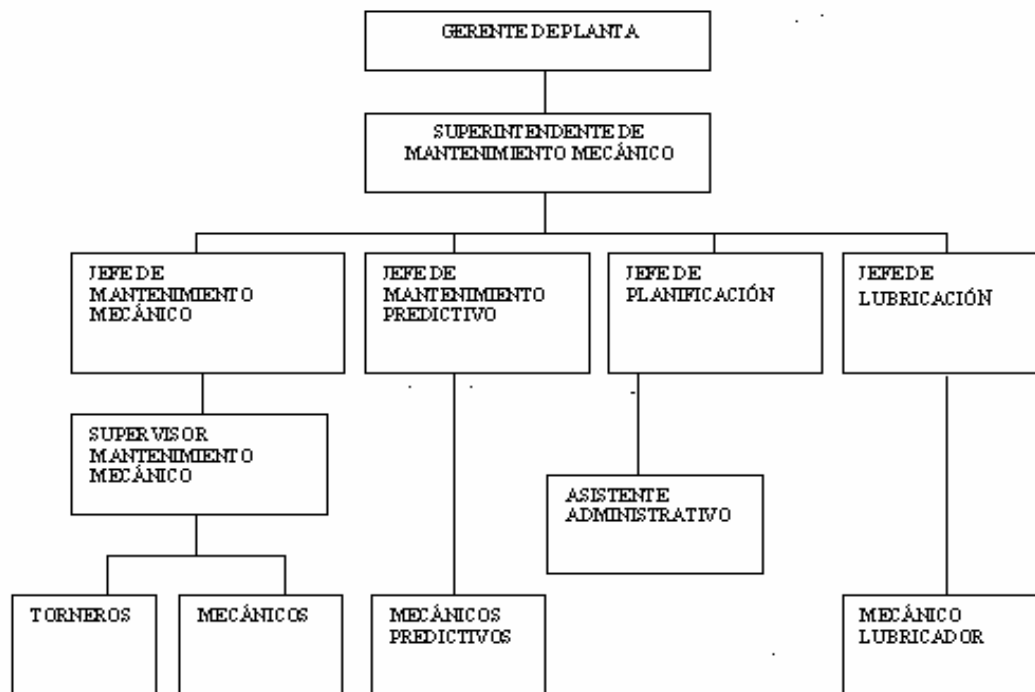 GERENTE DE PLANTA
SUPERINTENDENTE DE
MANTENIMIENTO MECÁNICO
JEFE DE
MANTENIMIENTO
MECÁNICO
JEFE DE
MANTENIMIENTO
PREDICTIVO
JEFE DE
PLANIFICACIÓN
JEFE DE
LUBRICACIÓN
SUPERVISOR
MANTENIMIENTO
MECÁNICO
ASISTENTE
ADMINISTRATIVO
TORNEROS
MECÁNICOS
MECÁNICOS
PREDICTIVOS
MECÁNICO
LUBRICADOR